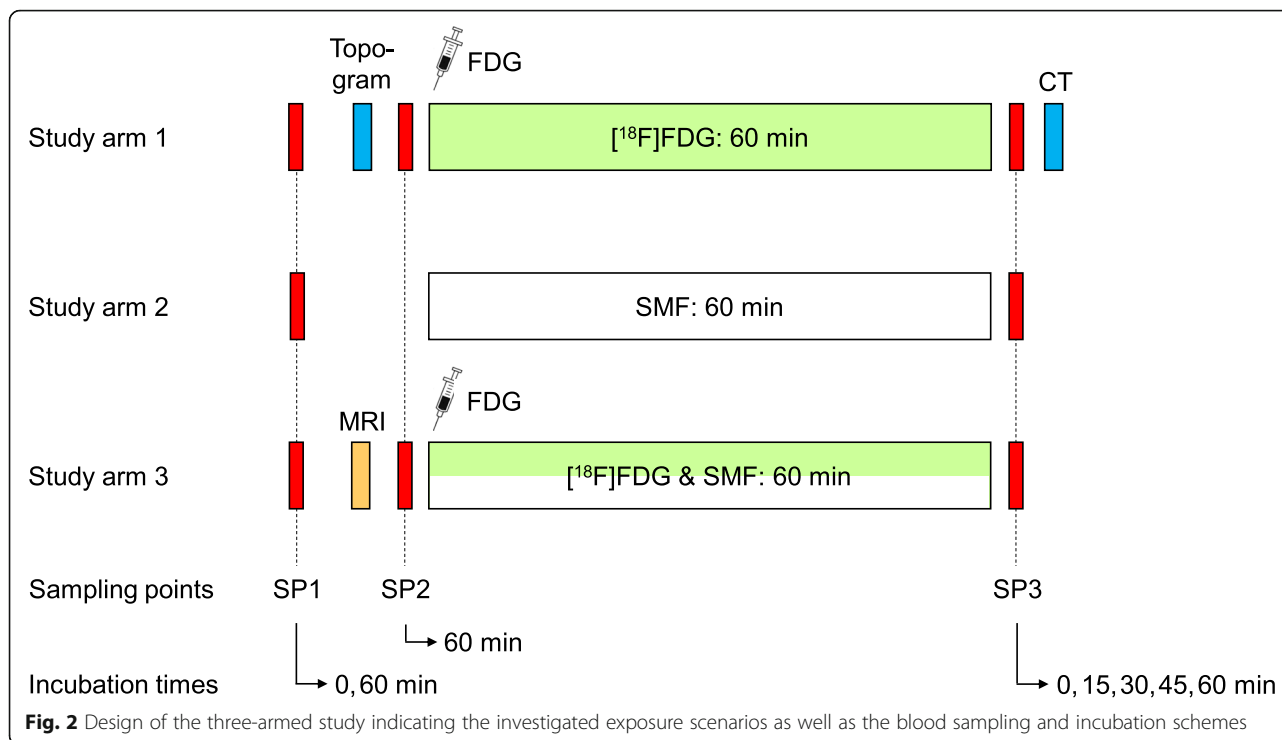 Topo-
gram
FDG
CT
Study arm 1
[¹⁸F]FDG: 60 min
Study arm 2
SMF: 60 min
FDG
MRI
Study arm 3
[¹⁸F]FDG & SMF: 60 min
Sampling points SP1 SP2 SP3
60 min
Incubation times 0, 60 min 0, 15, 30, 45, 60 min
Fig. 2 Design of the three-armed study indicating the investigated exposure scenarios as well as the blood sampling and incubation schemes